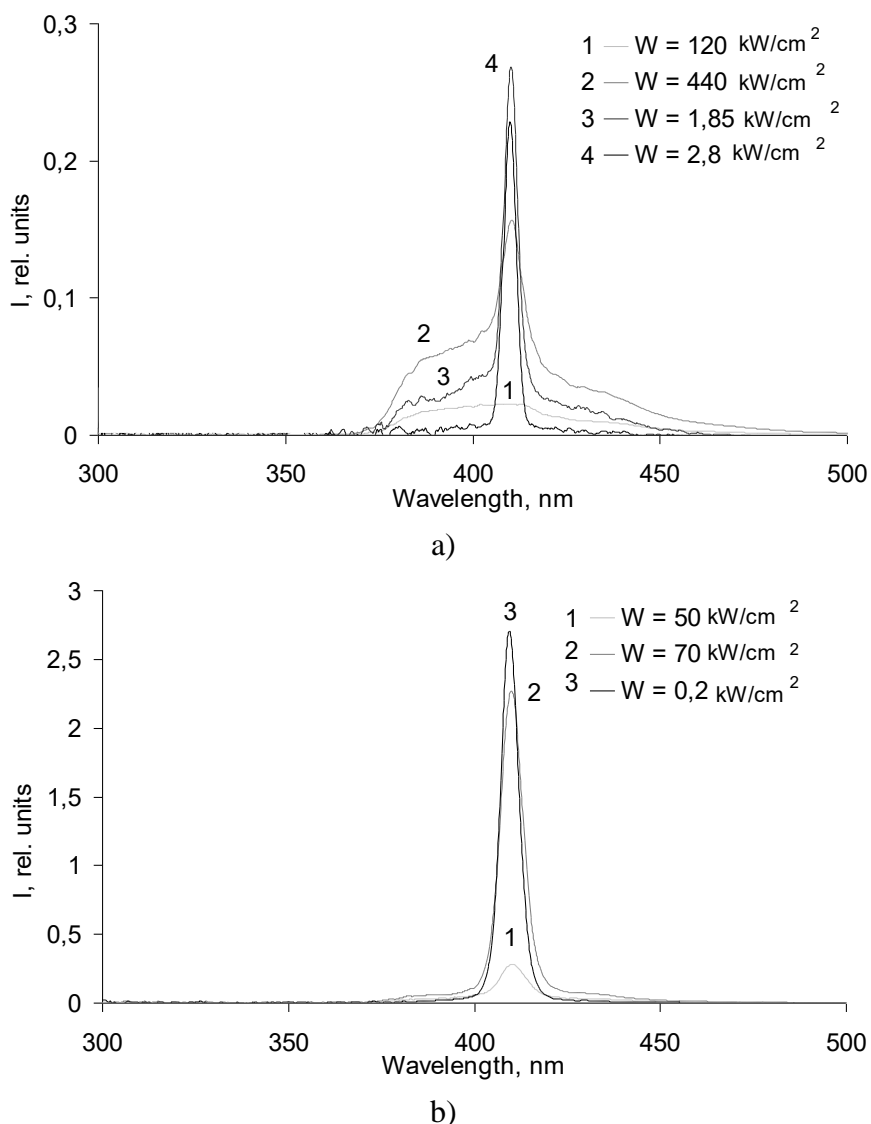 0,3
0,2
0,1
0
I, rel. units
1 W = 120 kW/cm 2
2 W = 440 kW/cm 2
3 W = 1,85 kW/cm 2
4 W = 2,8 kW/cm 2
4
2
3
1
300 350 400 450 500
Wavelength, nm
a)
3
2,5
2
1,5
1
0,5
0
I, rel. units
1 W = 50 kW/cm 2
2 W = 70 kW/cm 2
3 W = 0,2 kW/cm 2
3
2
1
300 350 400 450 500
Wavelength, nm
b)